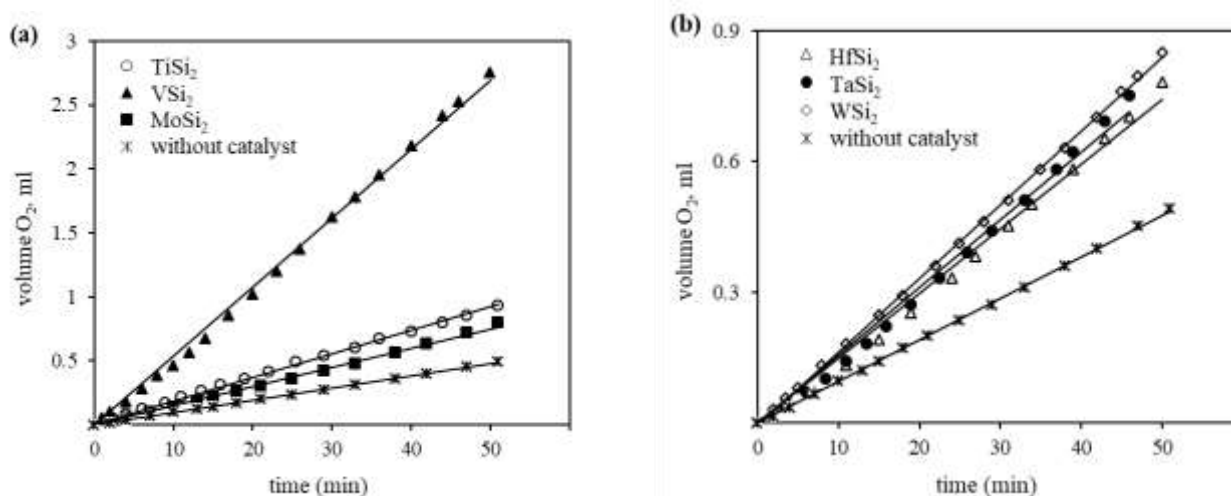 (a)
3
2.5
2
1.5
1
0.5
0
TiSi₂
VSi₂
MoSi₂
without catalyst
volume O₂, ml
0 10 20 30 40 50
time (min)
(b)
0.9
0.6
0.3
HfSi₂
TaSi₂
WSi₂
without catalyst
volume O₂, ml
0 10 20 30 40 50
time (min)